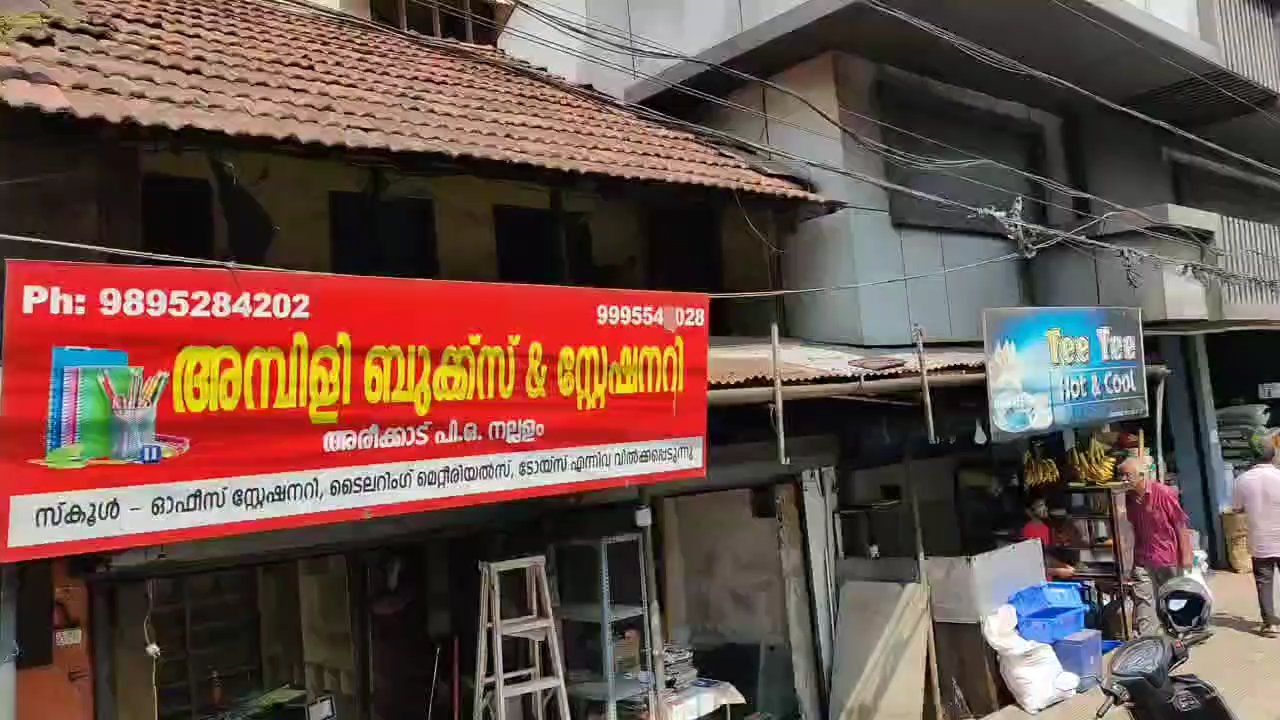 Ph: 9895284202
അമ്പിളി ബുക്ക്സ് & സ്റ്റേഷനറി
അരീക്കാട് പി.ഒ. നല്ലളം
സ്കൂൾ – ഓഫീസ് സ്റ്റേഷനറി, ടൈലറിംഗ് മെറ്റീരിയൽസ്, ടോയ്സ് എന്നിവ വിൽക്കപ്പെടുന്നു
Tee Tee
Hot & Cool